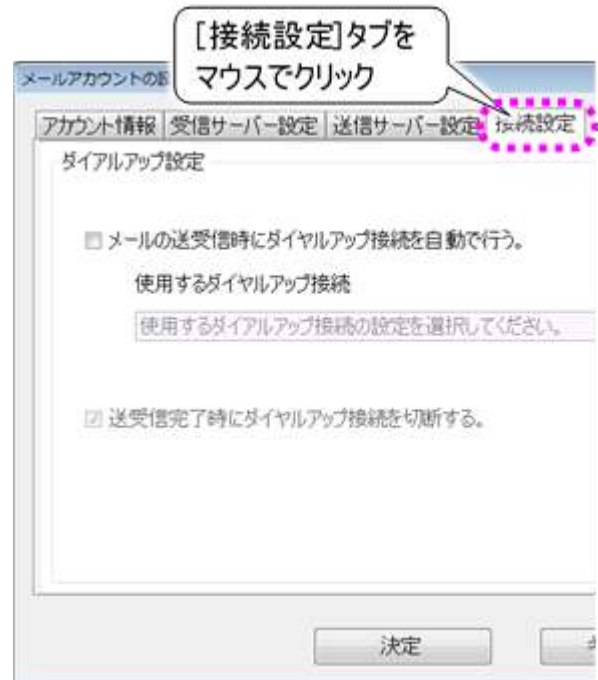 [接続設定]タブを
マウスでクリック
メールアカウントの設
アカウント情報 受信サーバー設定 送信サーバー設定 接続設定
ダイアルアップ設定
メールの送受信時にダイヤルアップ接続を自動で行う。
使用するダイヤルアップ接続
使用するダイアルアップ接続の設定を選択してください。
送受信完了時にダイヤルアップ接続を切断する。
決定